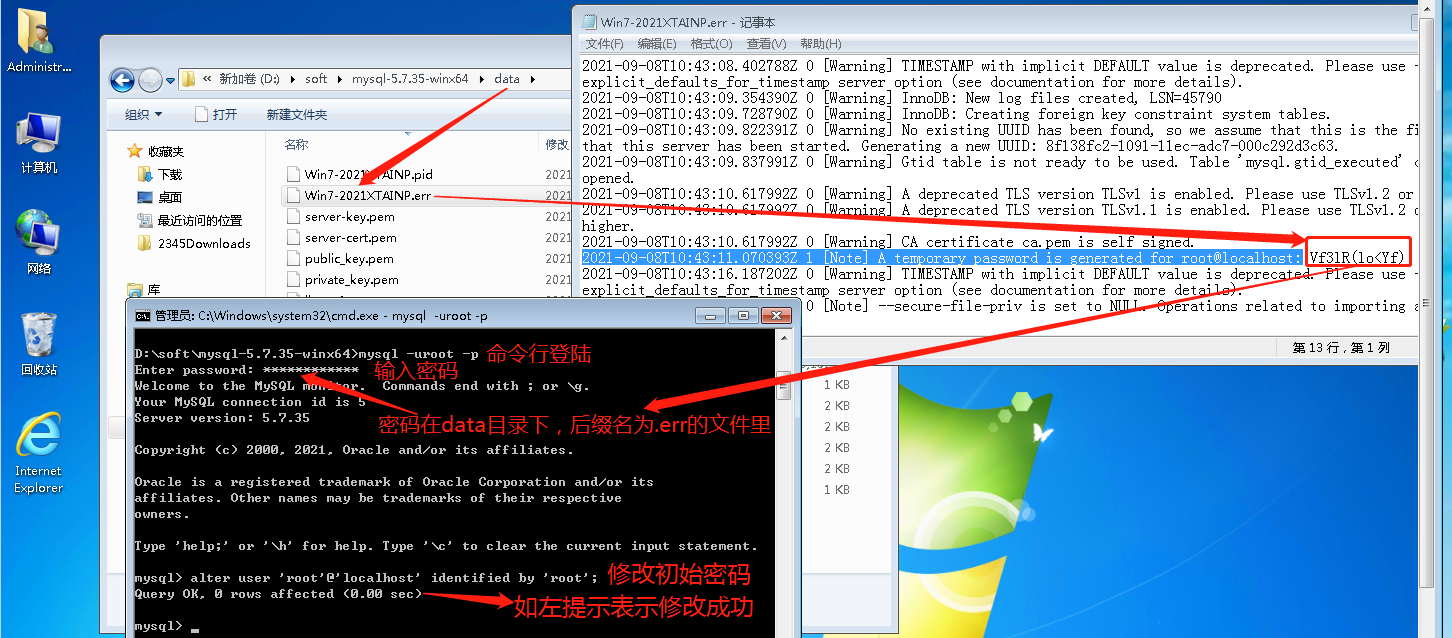 Administr...
计算机
网络
回收站
Internet
Explorer
« 新加卷 (D:) ▸ soft ▸ mysql-5.7.35-winx64 ▸ data ▸
组织 打开 新建文件夹
收藏夹
下载
桌面
最近访问的位置
2345Downloads
库
名称 修改
Win7-2021XTAINP.pid 2021
Win7-2021XTAINP.err 2021
server-key.pem 2021
server-cert.pem 2021
public_key.pem 2021
private_key.pem 2021
1 KB
2 KB
2 KB
2 KB
2 KB
1 KB
Win7-2021XTAINP.err - 记事本
文件(F) 编辑(E) 格式(O) 查看(V) 帮助(H)
2021-09-08T10:43:08.402788Z 0 [Warning] TIMESTAMP with implicit DEFAULT value is deprecated. Please use -
explicit_defaults_for_timestamp server option (see documentation for more details).
2021-09-08T10:43:09.354390Z 0 [Warning] InnoDB: New log files created, LSN=45790
2021-09-08T10:43:09.728790Z 0 [Warning] InnoDB: Creating foreign key constraint system tables.
2021-09-08T10:43:09.822391Z 0 [Warning] No existing UUID has been found, so we assume that this is the fi
that this server has been started. Generating a new UUID: 8f138fc2-1091-11ec-adc7-000c292d3c63.
2021-09-08T10:43:09.837991Z 0 [Warning] Gtid table is not ready to be used. Table 'mysql.gtid_executed' c
opened.
2021-09-08T10:43:10.617992Z 0 [Warning] A deprecated TLS version TLSv1 is enabled. Please use TLSv1.2 or
2021-09-08T10:43:10.617992Z 0 [Warning] A deprecated TLS version TLSv1.1 is enabled. Please use TLSv1.2 o
higher.
2021-09-08T10:43:10.617992Z 0 [Warning] CA certificate ca.pem is self signed.
2021-09-08T10:43:11.070393Z 1 [Note] A temporary password is generated for root@localhost: Vf3lR(lo<Yf)
2021-09-08T10:43:16.187202Z 0 [Warning] TIMESTAMP with implicit DEFAULT value is deprecated. Please use -
explicit_defaults_for_timestamp server option (see documentation for more details).
0 [Note] --secure-file-priv is set to NULL. Operations related to importing a
第 13 行，第 1 列
管理员: C:\Windows\system32\cmd.exe - mysql -uroot -p
D:\soft\mysql-5.7.35-winx64>mysql -uroot -p 命令行登陆
Enter password: ************ 输入密码
Welcome to the MySQL monitor. Commands end with ; or \g.
Your MySQL connection id is 5
Server version: 5.7.35
密码在data目录下，后缀名为.err的文件里
Copyright (c) 2000, 2021, Oracle and/or its affiliates.
Oracle is a registered trademark of Oracle Corporation and/or its
affiliates. Other names may be trademarks of their respective
owners.
Type 'help;' or '\h' for help. Type '\c' to clear the current input statement.
mysql> alter user 'root'@'localhost' identified by 'root'; 修改初始密码
Query OK, 0 rows affected (0.00 sec)
如左提示表示修改成功
mysql> _